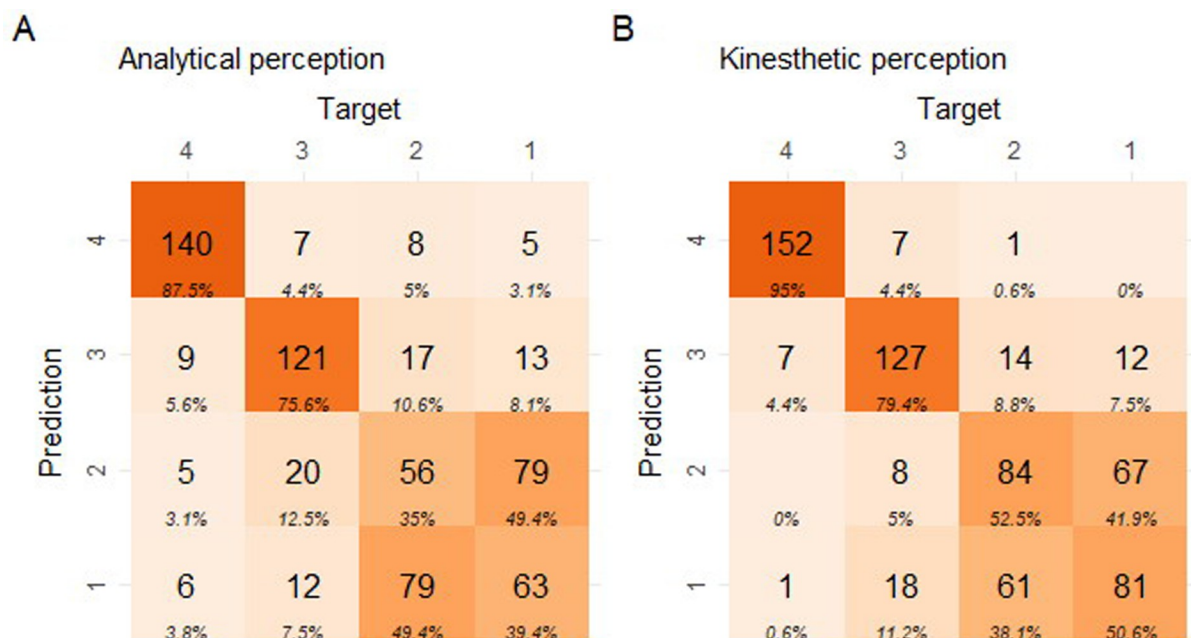 A
Analytical perception
Target
4 3 2 1
4 140 7 8 5
87.5% 4.4% 5% 3.1%
3 9 121 17 13
5.6% 75.6% 10.6% 8.1%
Prediction
2 5 20 56 79
3.1% 12.5% 35% 49.4%
1 6 12 79 63
3.8% 7.5% 49.4% 39.4%
B
Kinesthetic perception
Target
4 3 2 1
4 152 7 1
95% 4.4% 0.6% 0%
3 7 127 14 12
4.4% 79.4% 8.8% 7.5%
Prediction
2 8 84 67
0% 5% 52.5% 41.9%
1 1 18 61 81
0.6% 11.2% 38.1% 50.6%